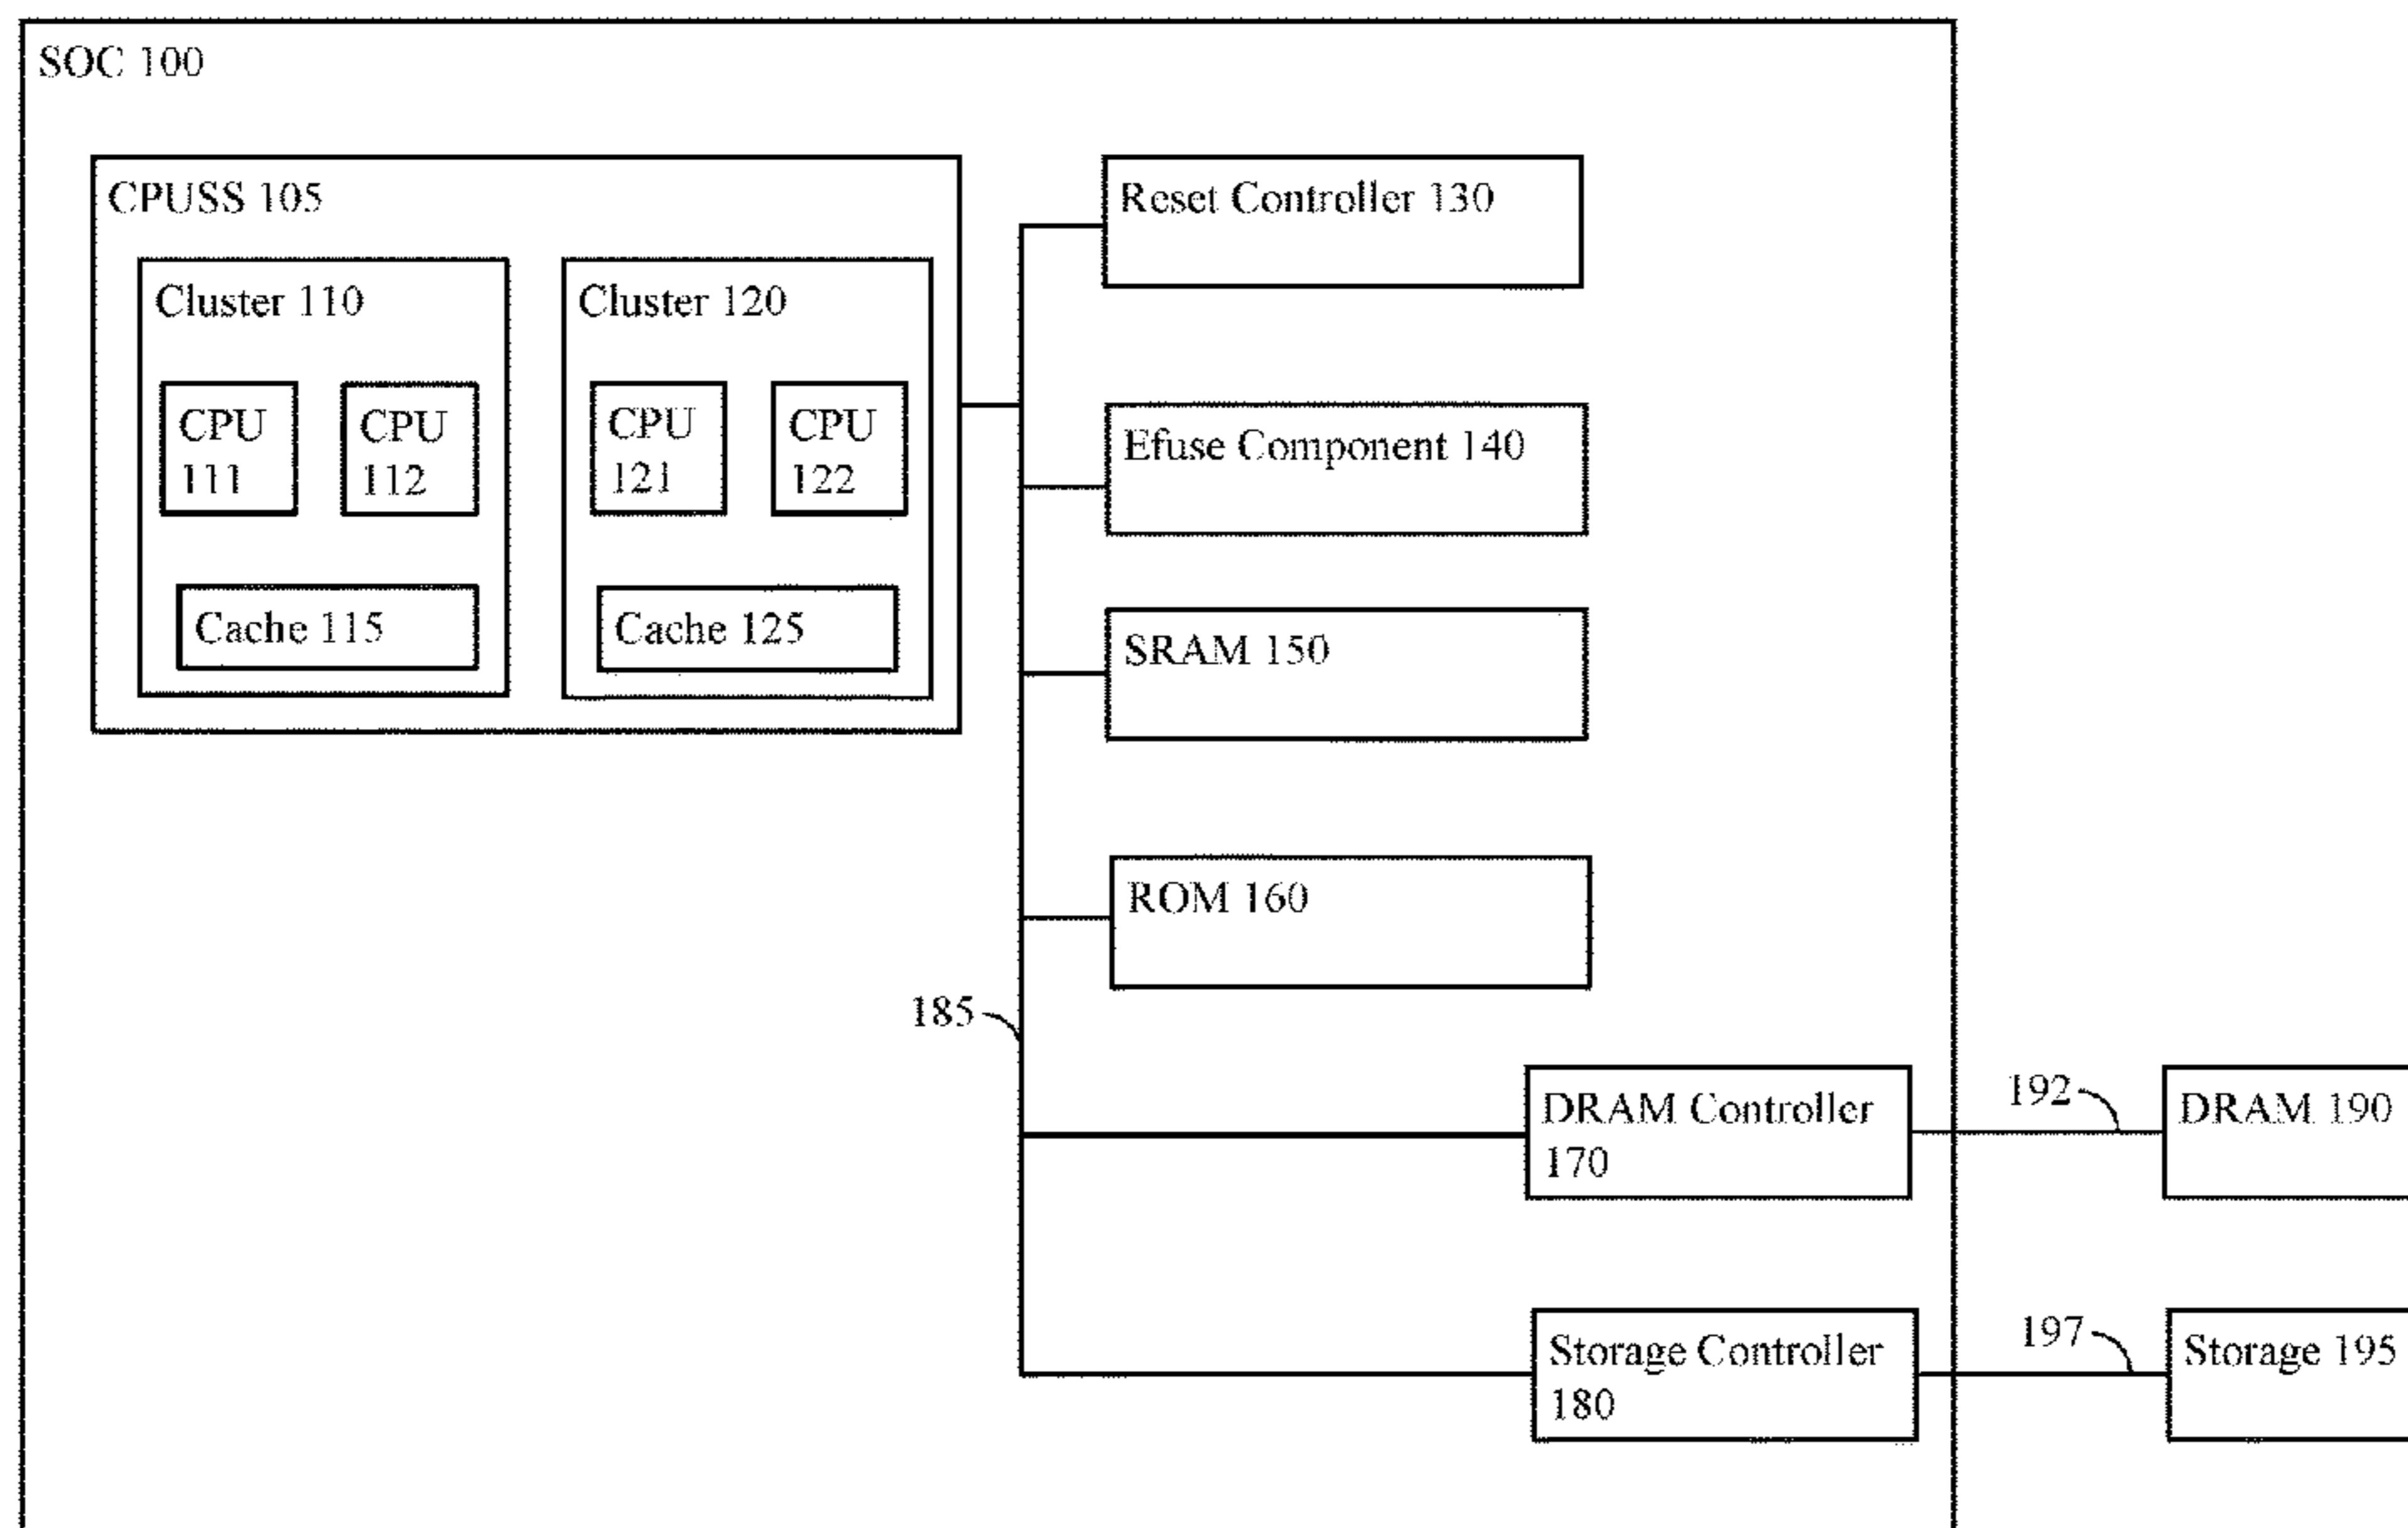 SOC 100
CPUSS 105
Reset Controller 130
Cluster 110
Cluster 120
CPU
111
CPU
112
CPU
121
CPU
122
Efuse Component 140
Cache 115
Cache 125
SRAM 150
ROM 160
185
DRAM Controller
170
192
DRAM 190
Storage Controller
180
197
Storage 195